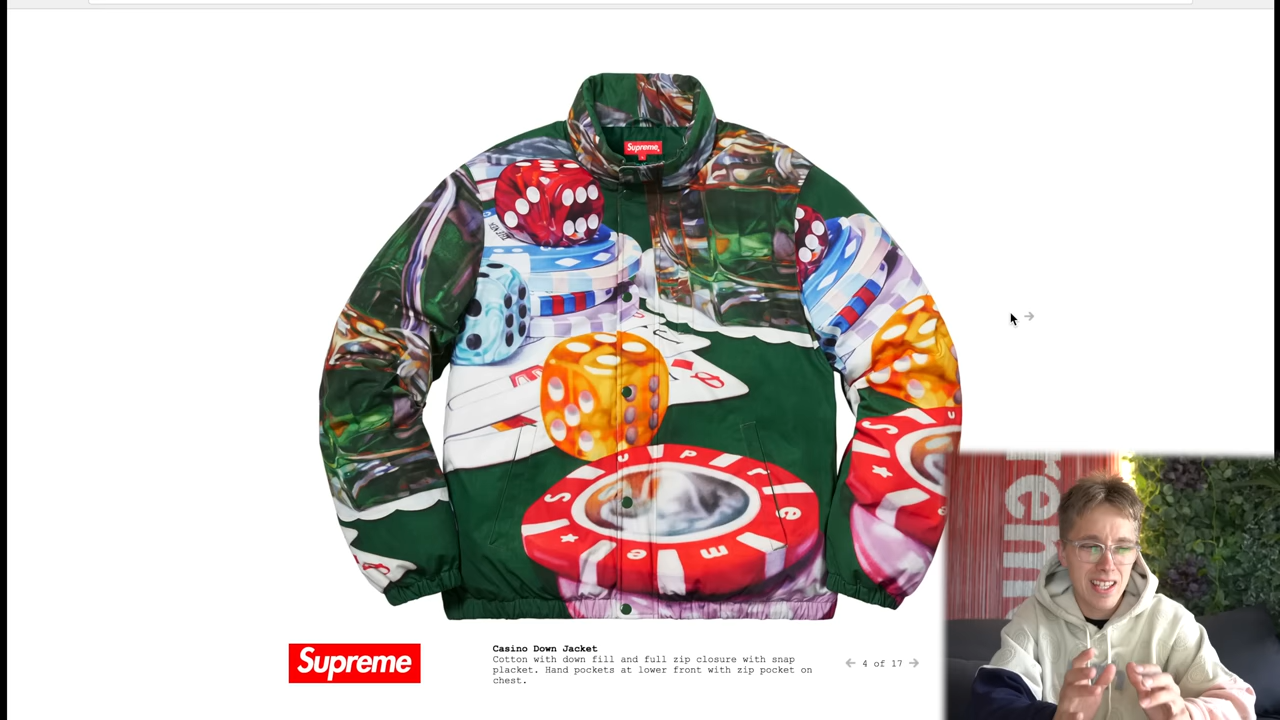 Supreme
Supreme
Supreme
Casino Down Jacket
Cotton with down fill and full zip closure with snap
placket. Hand pockets at lower front with zip pocket on
chest.
4 of 17